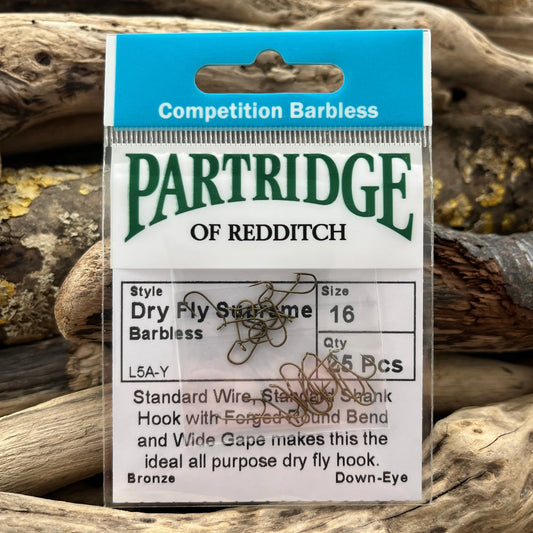 Competition Barbless
PARTRIDGE
OF REDDITCH
Style
Dry Fly Supreme
Barbless
L5A-Y
Size
16
Qty
25 Pcs
Standard Wire, Standard Shank
Hook with Forged Round Bend
and Wide Gape makes this the
ideal all purpose dry fly hook.
Bronze
Down-Eye